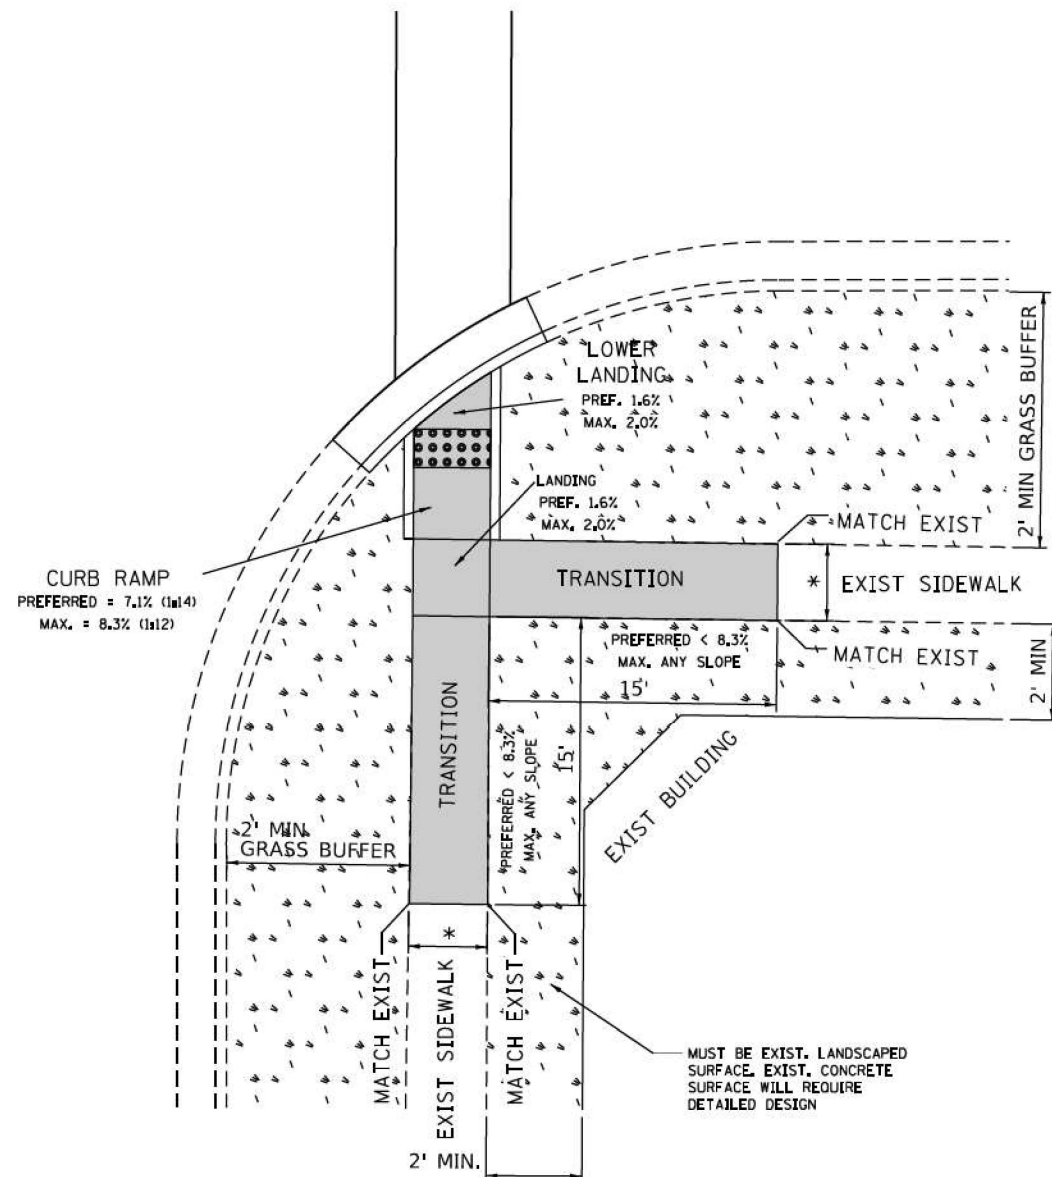 LOWER
LANDING
PREF. 1.6%
MAX. 2.0%
2' MIN GRASS BUFFER
LANDING
PREF. 1.6%
MAX. 2.0%
MATCH EXIST
CURB RAMP
PREFERRED = 7.1% (1:14)
MAX. = 8.3% (1:12)
TRANSITION
* EXIST SIDEWALK
PREFERRED < 8.3%
MAX. ANY SLOPE
MATCH EXIST
15'
2' MIN
TRANSITION
PREFERRED < 8.3%
MAX. ANY SLOPE
15'
EXIST BUILDING
2' MIN.
GRASS BUFFER
*
MATCH EXIST
EXIST SIDEWALK
MATCH EXIST
MUST BE EXIST. LANDSCAPED
SURFACE. EXIST. CONCRETE
SURFACE WILL REQUIRE
DETAILED DESIGN
2' MIN.